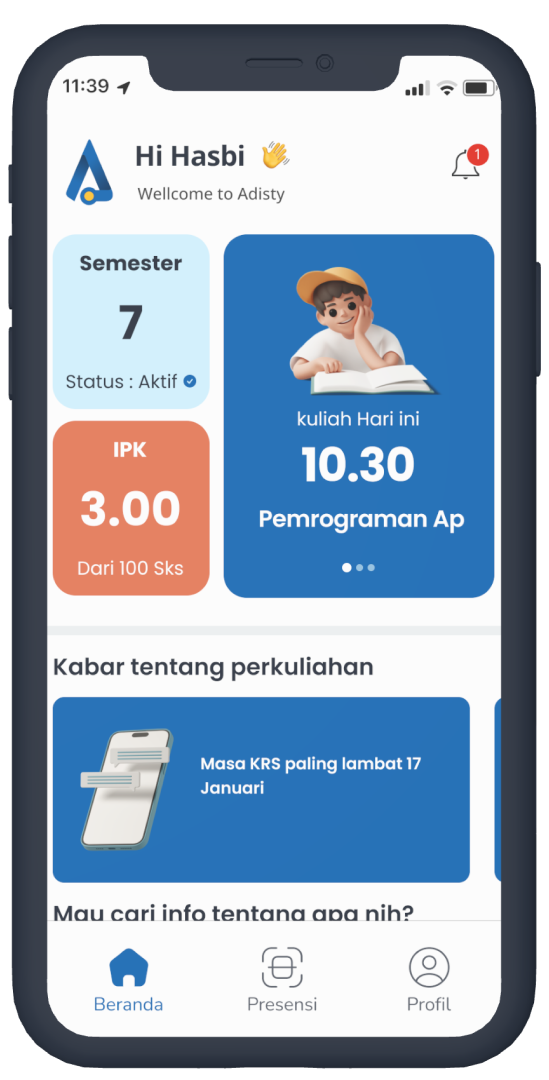 11:39
Hi Hasbi 👋
1
Wellcome to Adisty
Semester
7
Status : Aktif
IPK
3.00
Dari 100 Sks
kuliah Hari ini
10.30
Pemrograman Ap
Kabar tentang perkuliahan
Masa KRS paling lambat 17
Januari
Mau cari info tentang apa nih?
Beranda
Presensi
Profil